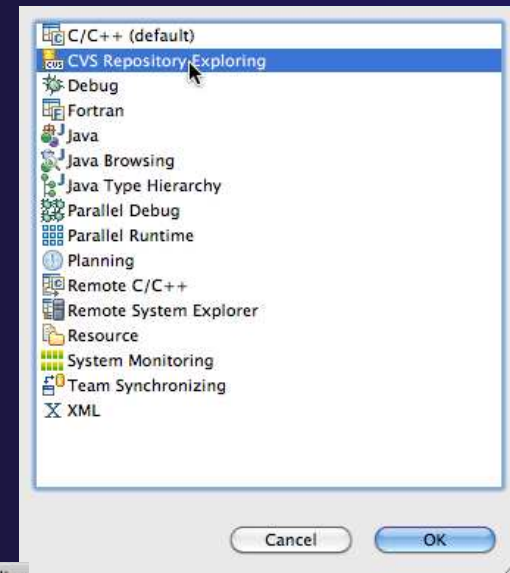 C/C++ (default)
CVS Repository Exploring
Debug
Fortran
Java
Java Browsing
Java Type Hierarchy
Parallel Debug
Parallel Runtime
Planning
Remote C/C++
Remote System Explorer
Resource
System Monitoring
Team Synchronizing
XML
Cancel
OK